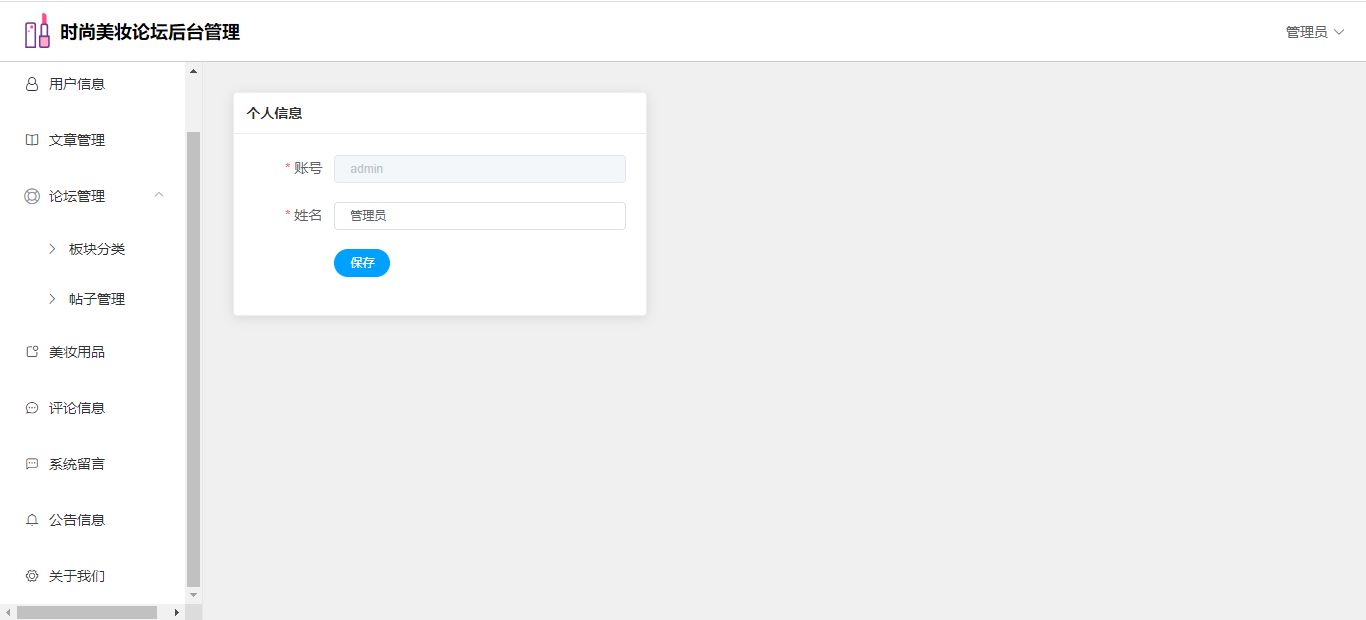 时尚美妆论坛后台管理
管理员
用户信息
文章管理
论坛管理
板块分类
帖子管理
美妆用品
评论信息
系统留言
公告信息
关于我们
个人信息
* 账号 admin
* 姓名 管理员
保存